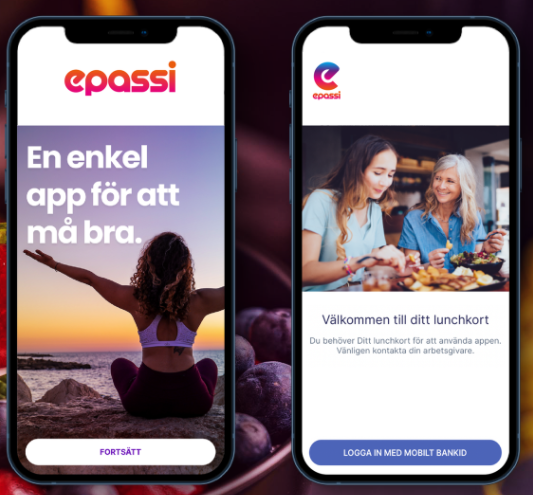 epassi
En enkel
app för att
må bra.
FORTSÄTT
epassi
Välkommen till ditt lunchkort
Du behöver Ditt lunchkort för att använda appen.
Vänligen kontakta din arbetsgivare.
LOGGA IN MED MOBILT BANKID